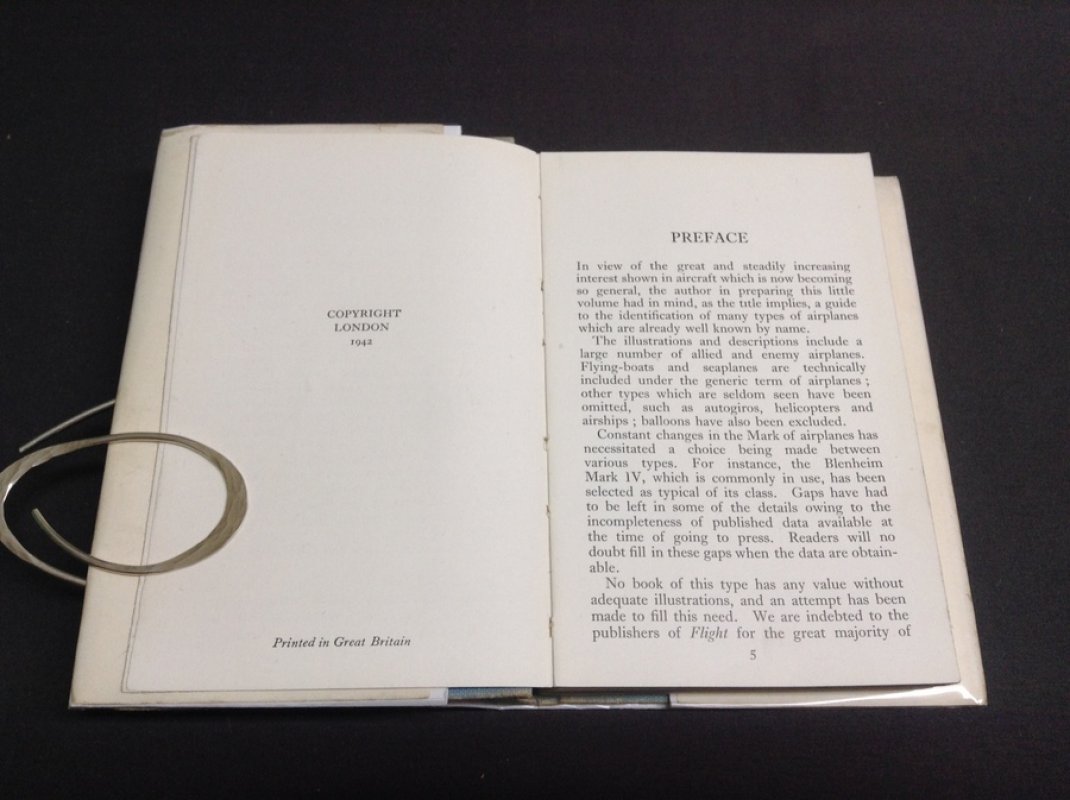 COPYRIGHT
LONDON
1942
Printed in Great Britain
PREFACE
In view of the great and steadily increasing
interest shown in aircraft which is now becoming
so general, the author in preparing this little
volume had in mind, as the title implies, a guide
to the identification of many types of airplanes
which are already well known by name.
The illustrations and descriptions include a
large number of allied and enemy airplanes.
Flying-boats and seaplanes are technically
included under the generic term of airplanes ;
other types which are seldom seen have been
omitted, such as autogiros, helicopters and
airships ; balloons have also been excluded.
Constant changes in the Mark of airplanes has
necessitated a choice being made between
various types. For instance, the Blenheim
Mark IV, which is commonly in use, has been
selected as typical of its class. Gaps have had
to be left in some of the details owing to the
incompleteness of published data available at
the time of going to press. Readers will no
doubt fill in these gaps when the data are obtain-
able.
No book of this type has any value without
adequate illustrations, and an attempt has been
made to fill this need. We are indebted to the
publishers of Flight for the great majority of
5